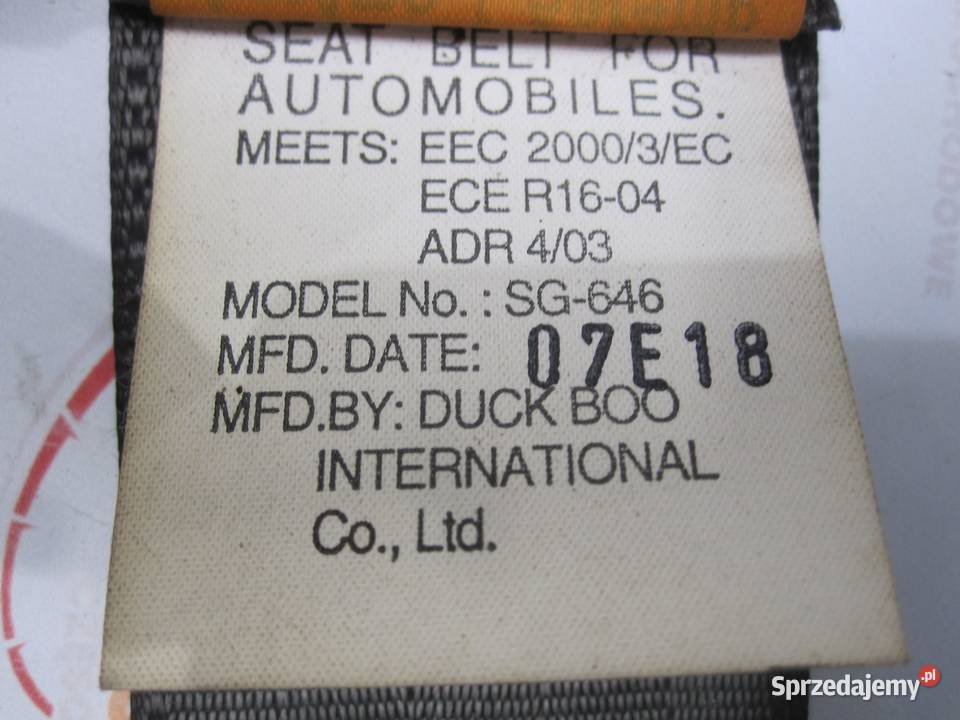 SEAT BELT FOR
AUTOMOBILES.
MEETS: EEC 2000/3/EC
ECE R16-04
ADR 4/03
MODEL No. : SG-646
MFD. DATE: 07E18
MFD.BY: DUCK BOO
INTERNATIONAL
Co., Ltd.
Sprzedajemy.pl